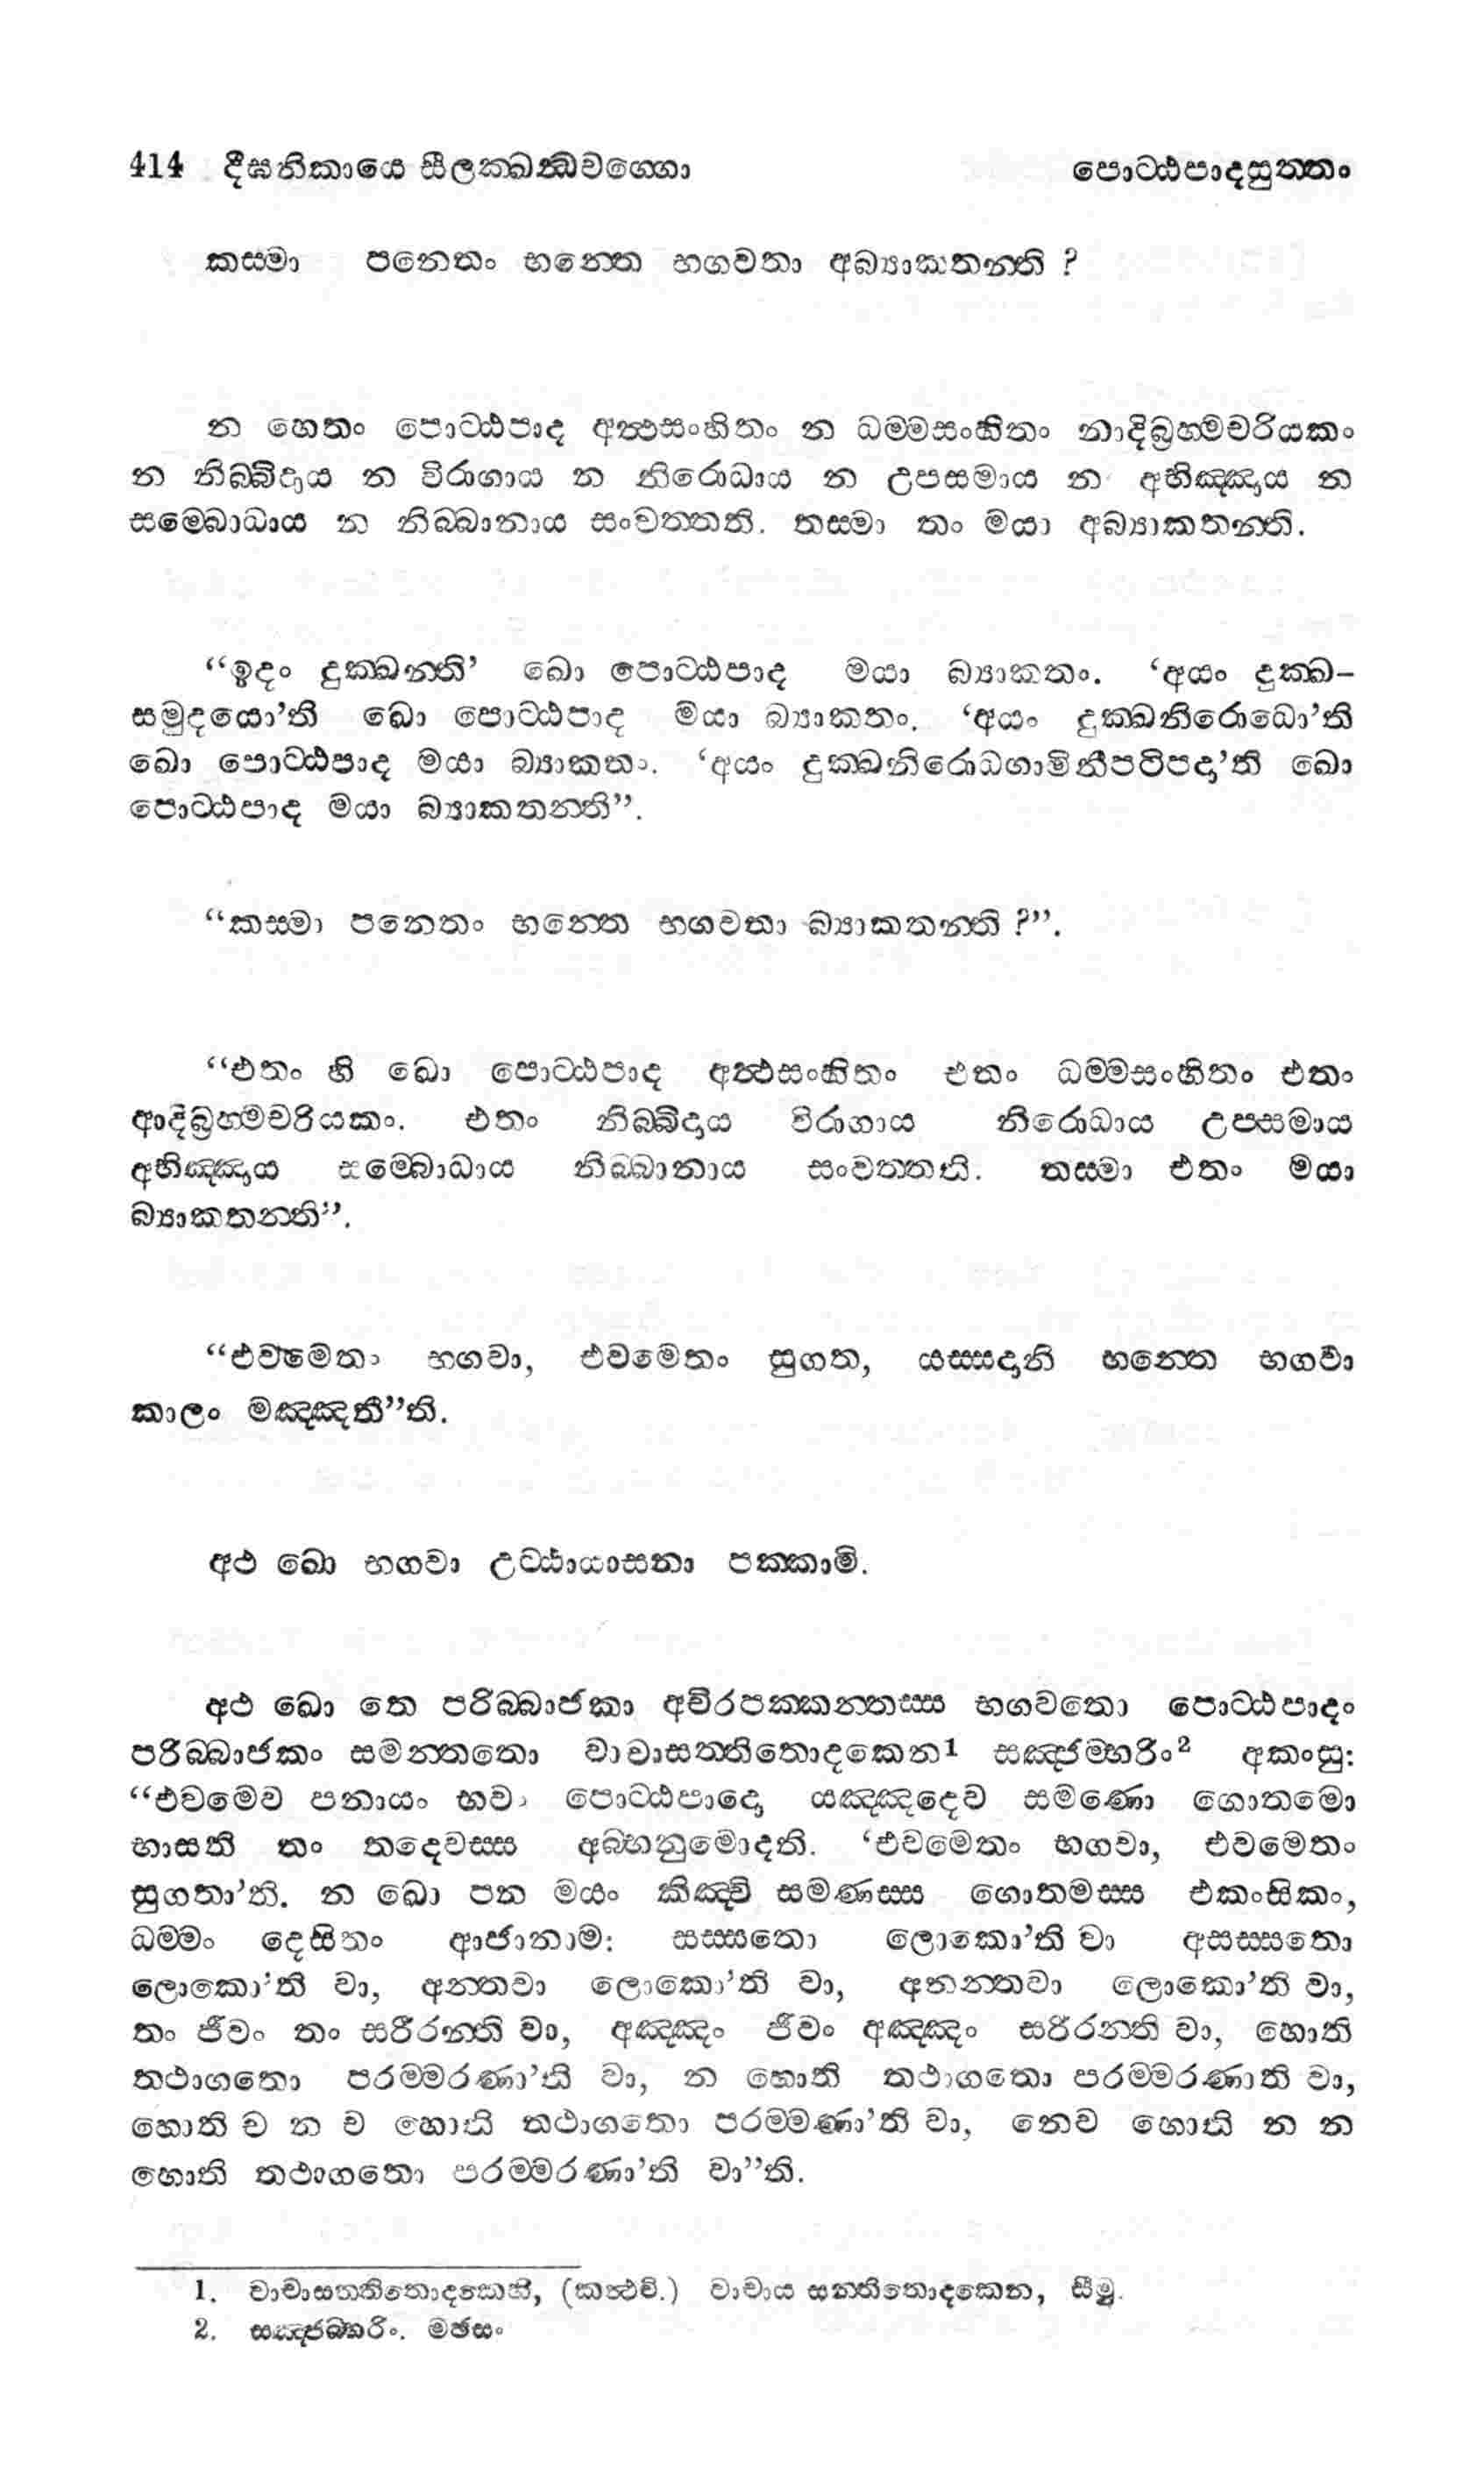 414 දීඝනිකායෙ සීලක්ඛන්ධවග්ගො පොට්ඨපාදසුත්තං
කස්මා පනෙතං භන්තෙ භගවතා අබ්‍යාකතන්ති ?
න හෙතං පොට්ඨපාද අත්ථසංහිතං න ධම්මසංහිතං නාදිබ්‍රහ්මචරියකං
න නිබ්බිදාය න විරාගාය න නිරොධාය න උපසමාය න අභිඤ්ඤාය න
සම්බොධාය න නිබ්බානාය සංවත්තති. තස්මා තං මයා අබ්‍යාකතන්ති.
“ඉදං දුක්ඛන්ති’ ඛො පොට්ඨපාද මයා බ්‍යාකතං. ‘අයං දුක්ඛ-
සමුදයො’ති ඛො පොට්ඨපාද මයා බ්‍යාකතං. ‘අයං දුක්ඛනිරොධො’ති
ඛො පොට්ඨපාද මයා බ්‍යාකතං. ‘අයං දුක්ඛනිරොධගාමිනීපටිපදා’ති ඛො
පොට්ඨපාද මයා බ්‍යාකතන්ති”.
“කස්මා පනෙතං භන්තෙ භගවතා බ්‍යාකතන්ති ?”.
“එතං හි ඛො පොට්ඨපාද අත්ථසංහිතං එතං ධම්මසංහිතං එතං
ආදිබ්‍රහ්මචරියකං. එතං නිබ්බිදාය විරාගාය නිරොධාය උපසමාය
අභිඤ්ඤාය සම්බොධාය නිබ්බානාය සංවත්තති. තස්මා එතං මයා
බ්‍යාකතන්ති”.
“එවමෙතං භගවා, එවමෙතං සුගත, යස්සදානි භන්තෙ භගවා
කාලං මඤ්ඤතී”ති.
අථ ඛො භගවා උට්ඨායාසනා පක්කාමි.
අථ ඛො තෙ පරිබ්බාජකා අචිරපක්කන්තස්ස භගවතො පොට්ඨපාදං
පරිබ්බාජකං සමන්තතො වාචාසත්තිතොදකෙන1 සඤ්ජම්භරිං2 අකංසු:
“එවමෙව පනායං භවං පොට්ඨපාදො යඤ්ඤදෙව සමණො ගොතමො
භාසති තං තදෙවස්ස අබ්භනුමොදති. ‘එවමෙතං භගවා, එවමෙතං
සුගතා’ති. න ඛො පන මයං කිඤ්චි සමණස්ස ගොතමස්ස එකංසිකං,
ධම්මං දෙසිතං ආජානාම: සස්සතො ලොකො’ති වා අසස්සතො
ලොකො’ති වා, අන්තවා ලොකො’ති වා, අනන්තවා ලොකො’ති වා,
තං ජීවං තං සරීරන්ති වා, අඤ්ඤං ජීවං අඤ්ඤං සරීරන්ති වා, හොති
තථාගතො පරම්මරණා’ති වා, න හොති තථාගතො පරම්මරණාති වා,
හොති ච න ච හොති තථාගතො පරම්මණා’ති වා, නෙව හොති න න
හොති තථාගතො පරම්මරණා’ති වා”ති.
1. වාචාසත්තිතොදකෙහි, (කත්ථචි.) වාචාය සන්නිතොදකෙන, සීමු.
2. සඤ්ජබ්භරිං. මඡසං